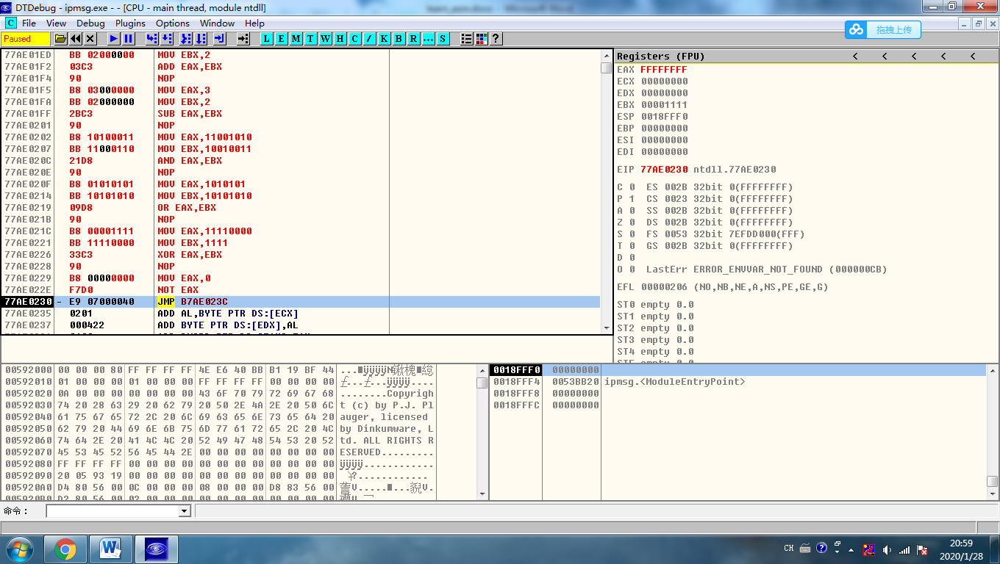 DTDebug - ipmsg.exe - - [CPU - main thread, module ntdll]
C File View Debug Plugins Options Window Help
拖拽上传
Paused
L E M T W H C / K B R ... S ?
77AE01ED BB 02000000 MOV EBX,2
77AE01F2 03C3 ADD EAX,EBX
77AE01F4 90 NOP
77AE01F5 B8 03000000 MOV EAX,3
77AE01FA BB 02000000 MOV EBX,2
77AE01FF 2BC3 SUB EAX,EBX
77AE0201 90 NOP
77AE0202 B8 10100011 MOV EAX,11001010
77AE0207 BB 11000110 MOV EBX,10010011
77AE020C 21D8 AND EAX,EBX
77AE020E 90 NOP
77AE020F B8 01010101 MOV EAX,1010101
77AE0214 BB 10101010 MOV EBX,10101010
77AE0219 09D8 OR EAX,EBX
77AE021B 90 NOP
77AE021C B8 00001111 MOV EAX,11110000
77AE0221 BB 11110000 MOV EBX,1111
77AE0226 33C3 XOR EAX,EBX
77AE0228 90 NOP
77AE0229 B8 00000000 MOV EAX,0
77AE022E F7D0 NOT EAX
77AE0230 - E9 07000040 JMP B7AE023C
77AE0235 0201 ADD AL,BYTE PTR DS:[ECX]
77AE0237 000422 ADD BYTE PTR DS:[EDX],AL
Registers (FPU) < < < < <
EAX FFFFFFFF
ECX 00000000
EDX 00000000
EBX 00001111
ESP 0018FFF0
EBP 00000000
ESI 00000000
EDI 00000000
EIP 77AE0230 ntdll.77AE0230
C 0 ES 002B 32bit 0(FFFFFFFF)
P 1 CS 0023 32bit 0(FFFFFFFF)
A 0 SS 002B 32bit 0(FFFFFFFF)
Z 0 DS 002B 32bit 0(FFFFFFFF)
S 0 FS 0053 32bit 7EFDD000(FFF)
T 0 GS 002B 32bit 0(FFFFFFFF)
D 0
O 0 LastErr ERROR_ENVVAR_NOT_FOUND (000000CB)
EFL 00000206 (NO,NB,NE,A,NS,PE,GE,G)
ST0 empty 0.0
ST1 empty 0.0
ST2 empty 0.0
ST3 empty 0.0
ST4 empty 0.0
00592000 00 00 00 80 FF FF FF FF 4E E6 40 BB B1 19 BF 44
00592010 01 00 00 00 01 00 00 00 FF FF FF FF 00 00 00 00
00592020 0A 00 00 00 00 00 00 00 43 6F 70 79 72 69 67 68 ........Copyrigh
00592030 74 20 28 63 29 20 62 79 20 50 2E 4A 2E 20 50 6C t (c) by P.J. Pl
00592040 61 75 67 65 72 2C 20 6C 69 63 65 6E 73 65 64 20 auger, licensed
00592050 62 79 20 44 69 6E 6B 75 6D 77 61 72 65 2C 20 4C by Dinkumware, L
00592060 74 64 2E 20 41 4C 4C 20 52 49 47 48 54 53 20 52 td. ALL RIGHTS R
00592070 45 53 45 52 56 45 44 2E 00 00 00 00 00 00 00 00 ESERVED.........
00592080 FF FF FF FF 00 00 00 00 00 00 00 00 00 00 00 00 ÿÿÿÿ............
00592090 20 05 93 19 00 00 00 00 00 00 00 00 00 00 00 00
005920A0 D4 80 56 00 0C 00 00 00 08 00 00 00 D8 83 56 00
0018FFF0 00000000
0018FFF4 0053BB20 ipmsg.<ModuleEntryPoint>
0018FFF8 00000000
0018FFFC 00000000
命令：
CH
20:59
2020/1/28